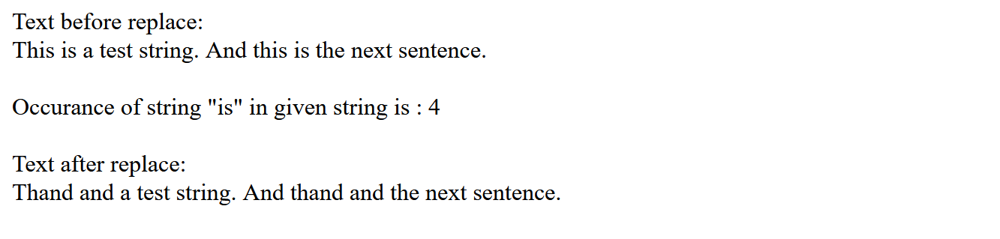 Text before replace:
This is a test string. And this is the next sentence.
Occurance of string "is" in given string is : 4
Text after replace:
Thand and a test string. And thand and the next sentence.